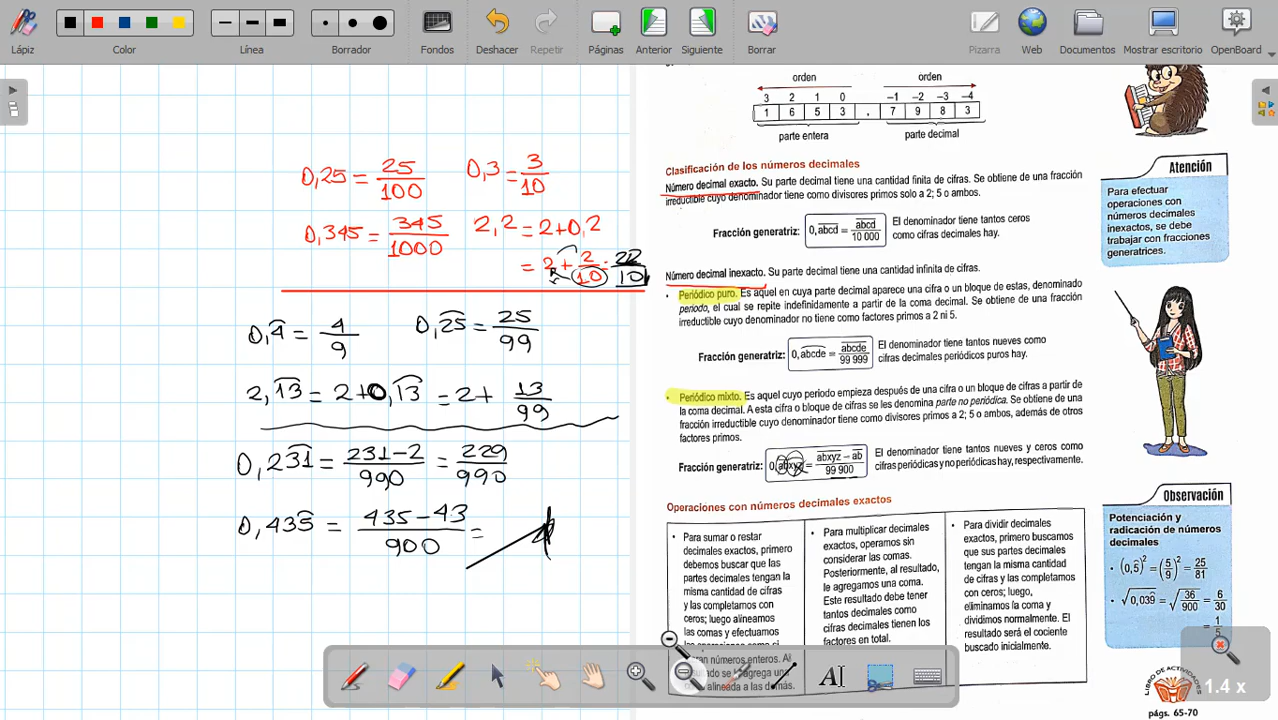 Lápiz
Color
Línea
Borrador
Fondos
Deshacer
Repetir
Páginas
Anterior
Siguiente
Borrar
Pizarra
Web
Documentos
Mostrar escritorio
OpenBoard
0,25 = 25/100
0,3 = 3/10
0,345 = 345/1000
2,2 = 2+0,2
= 2 + 2/10 = 22/10
0,4̑ = 4/9
0,2̑5̑ = 25/99
2,1̑3̑ = 2+0,1̑3̑ = 2+ 13/99
0,23̑1̑ = 231-2/990 = 229/990
0,435̑ = 435-43/900 =
orden
orden
3 2 1 0 –1 –2 –3 –4
1 6 5 3 . 7 9 8 3
parte entera
parte decimal
Clasificación de los números decimales
Número decimal exacto. Su parte decimal tiene una cantidad finita de cifras. Se obtiene de una fracción
irreductible cuyo denominador tiene como divisores primos solo a 2; 5 o ambos.
Fracción generatriz: 0,abcd = abcd/10 000
El denominador tiene tantos ceros
como cifras decimales hay.
Número decimal inexacto. Su parte decimal tiene una cantidad infinita de cifras.
• Periódico puro. Es aquel en cuya parte decimal aparece una cifra o un bloque de estas, denominado
periodo, el cual se repite indefinidamente a partir de la coma decimal. Se obtiene de una fracción
irreductible cuyo denominador no tiene como factores primos a 2 ni 5.
Fracción generatriz: 0,abcde = abcde/99 999
El denominador tiene tantos nueves como
cifras decimales periódicos puros hay.
• Periódico mixto. Es aquel cuyo periodo empieza después de una cifra o un bloque de cifras a partir de
la coma decimal. A esta cifra o bloque de cifras se les denomina parte no periódica. Se obtiene de una
fracción irreductible cuyo denominador tiene como divisores primos a 2; 5 o ambos, además de otros
factores primos.
Fracción generatriz: 0,abxyz = abxyz – ab/99 900
El denominador tiene tantos nueves y ceros como
cifras periódicas y no periódicas hay, respectivamente.
Operaciones con números decimales exactos
• Para sumar o restar
decimales exactos, primero
debemos buscar que las
partes decimales tengan la
misma cantidad de cifras
y las completamos con
ceros; luego alineamos
las comas y efectuamos
números enteros. Al
agrega una
alineada a las demás.
• Para multiplicar decimales
exactos, operamos sin
considerar las comas.
Posteriormente, al resultado,
le agregamos una coma.
Este resultado debe tener
tantos decimales como
cifras decimales tienen los
factores en total.
• Para dividir decimales
exactos, primero buscamos
que sus partes decimales
tengan la misma cantidad
de cifras y las completamos
con ceros; luego,
eliminamos la coma y
dividimos normalmente. El
resultado será el cociente
buscado inicialmente.
Atención
Para efectuar
operaciones con
números decimales
inexactos, se debe
trabajar con fracciones
generatrices.
Observación
Potenciación y
radicación de números
decimales
• (0,5̑)² = (5/9)² = 25/81
• √0,039̑ = √36/900 = 6/30
= 1/5
LIBRO DE ACTIVIDADES
págs. 65-70
1.4 x